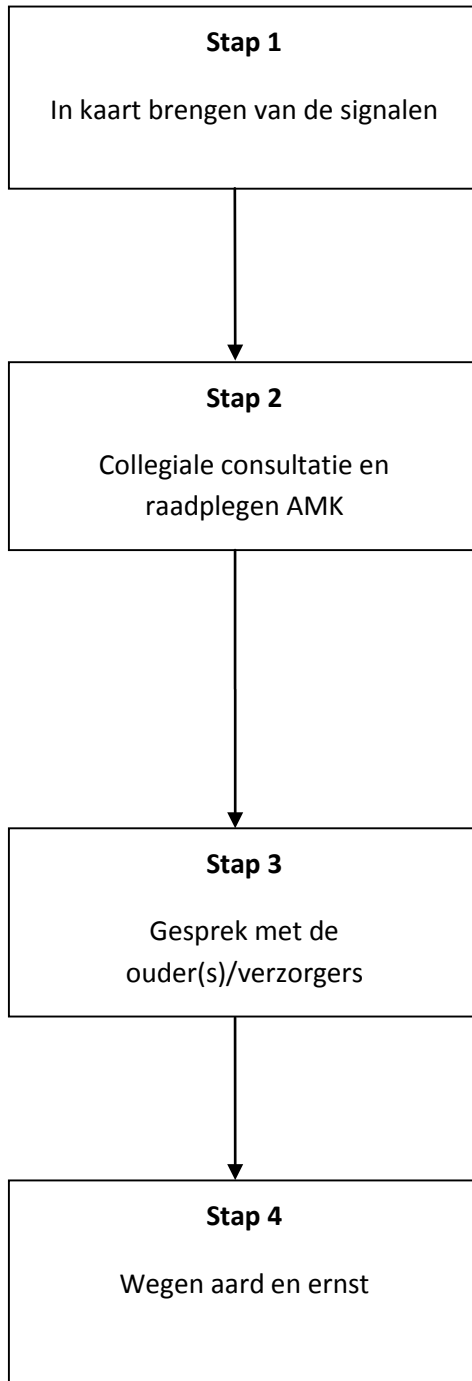 Stap 1
In kaart brengen van de signalen
Stap 2
Collegiale consultatie en
raadplegen AMK
Stap 3
Gesprek met de
ouder(s)/verzorgers
Stap 4
Wegen aard en ernst